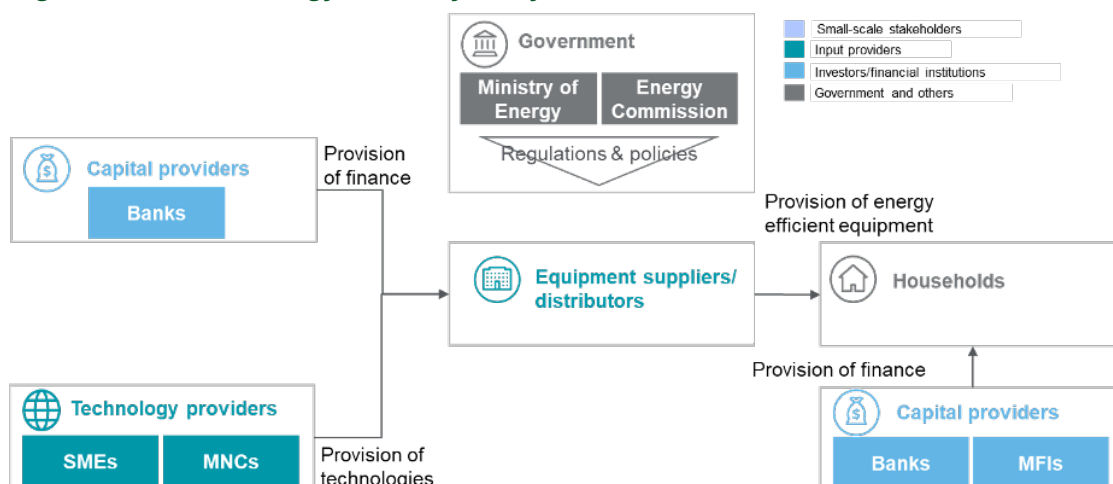 Government
Ministry of
Energy
Energy
Commission
Regulations & policies
Small-scale stakeholders
Input providers
Investors/financial institutions
Government and others
Capital providers
Banks
Provision
of finance
Equipment suppliers/
distributors
Provision of energy
efficient equipment
Households
Technology providers
SMEs
MNCs
Provision of
technologies
Provision of finance
Capital providers
Banks
MFIs